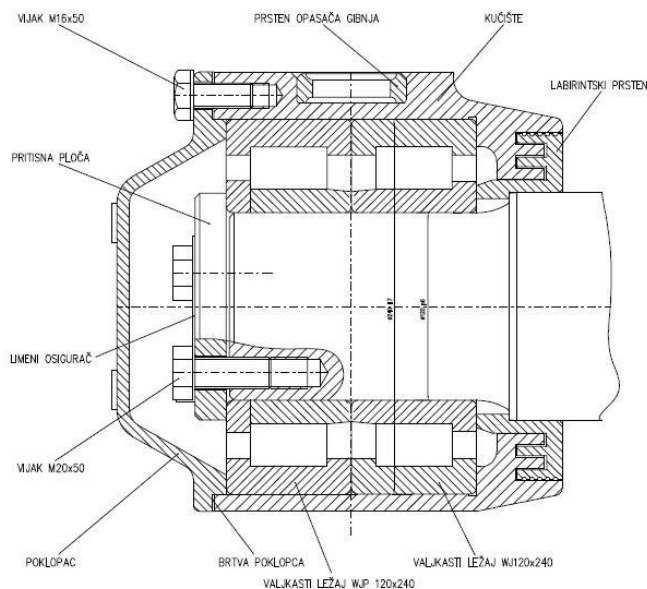 VIJAK M16x50
PRSTEN OPASAČA GIBNJA
KUĆIŠTE
LABIRINTSKI PRSTEN
PRITISNA PLOČA
LIMENI OSIGURAČ
VIJAK M20x50
POKLOPAC
BRTVA POKLOPCA
VALJKASTI LEŽAJ WJ120x240
VALJKASTI LEŽAJ WJP 120x240